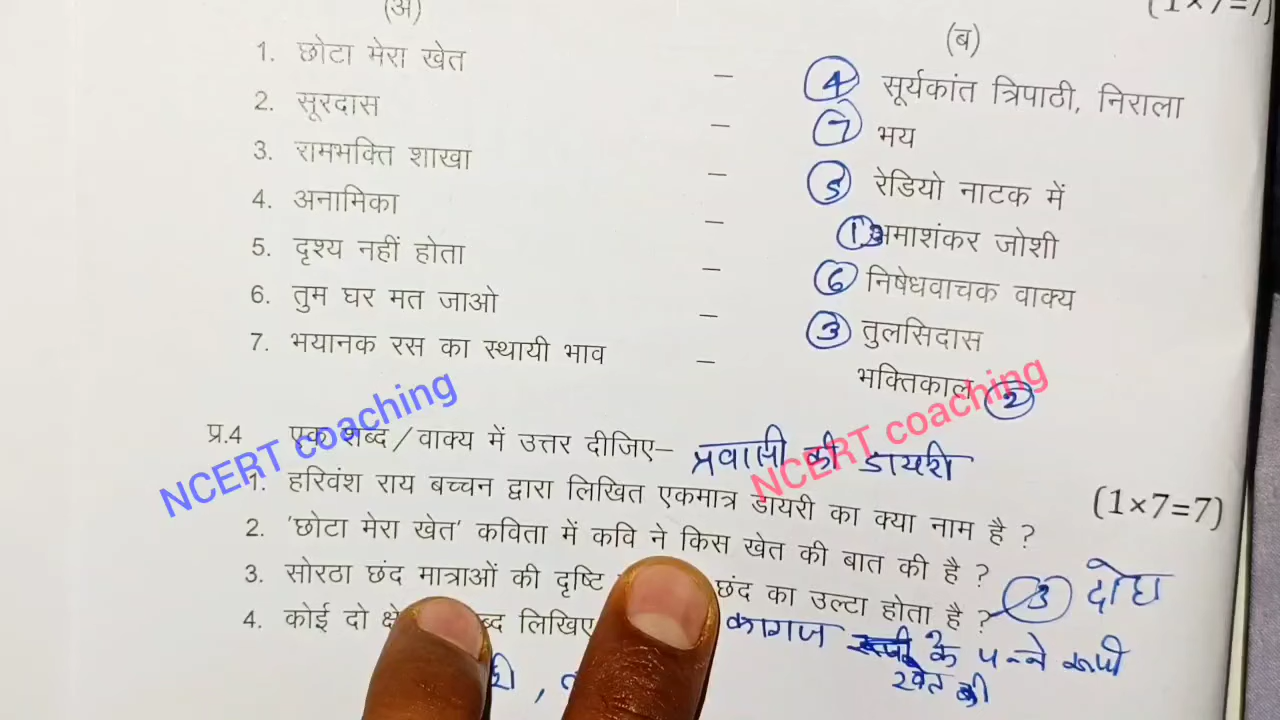 (अ)
(1×7=7)
(ब)
1. छोटा मेरा खेत – ④ सूर्यकांत त्रिपाठी, निराला
2. सूरदास – ⑦ भय
3. रामभक्ति शाखा – ⑤ रेडियो नाटक में
4. अनामिका – ① उमाशंकर जोशी
5. दृश्य नहीं होता – ⑥ निषेधवाचक वाक्य
6. तुम घर मत जाओ – ③ तुलसिदास
7. भयानक रस का स्थायी भाव – भक्तिकाल ②
NCERT coaching
NCERT coaching
प्र.4 एक शब्द/वाक्य में उत्तर दीजिए– प्रवासी की डायरी
(1×7=7)
1. हरिवंश राय बच्चन द्वारा लिखित एकमात्र डायरी का क्या नाम है ?
2. 'छोटा मेरा खेत' कविता में कवि ने किस खेत की बात की है ?
3. सोरठा छंद मात्राओं की दृष्टि छंद का उल्टा होता है ? ③ दोहा
4. कोई दो लिखिए कागज के पन्ने रूपी
खेत की